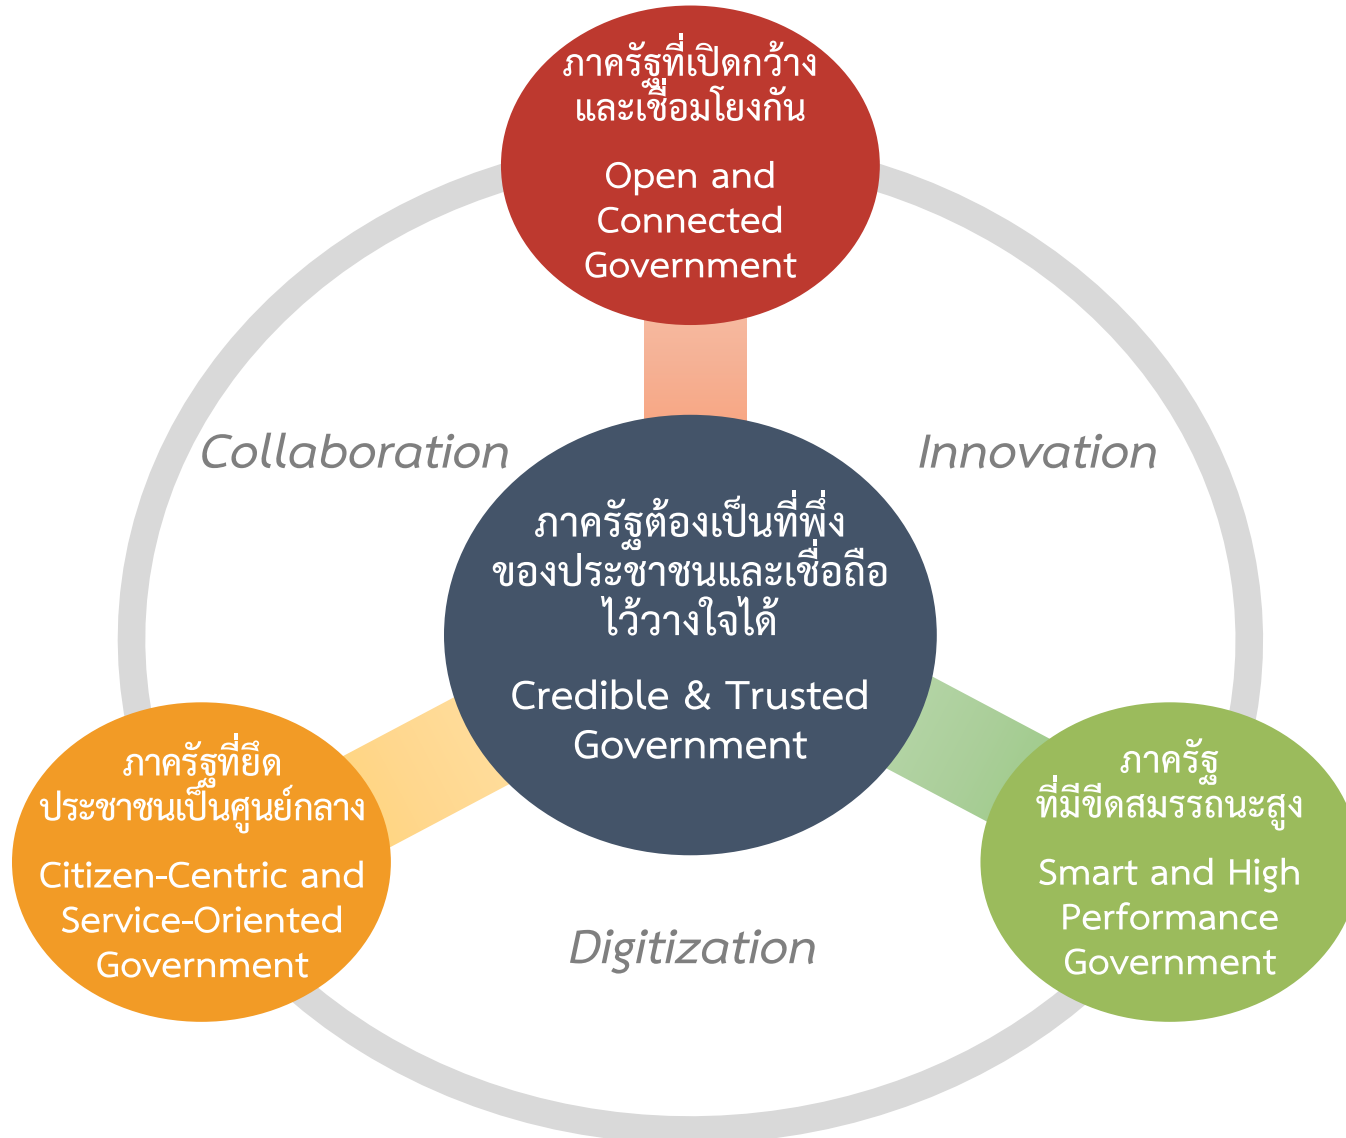 ภาครัฐที่เปิดกว้าง
และเชื่อมโยงกัน
Open and
Connected
Government
Collaboration
Innovation
ภาครัฐต้องเป็นที่พึ่ง
ของประชาชนและเชื่อถือ
ไว้วางใจได้
Credible & Trusted
Government
ภาครัฐที่ยึด
ประชาชนเป็นศูนย์กลาง
Citizen-Centric and
Service-Oriented
Government
ภาครัฐ
ที่มีขีดสมรรถนะสูง
Smart and High
Performance
Government
Digitization